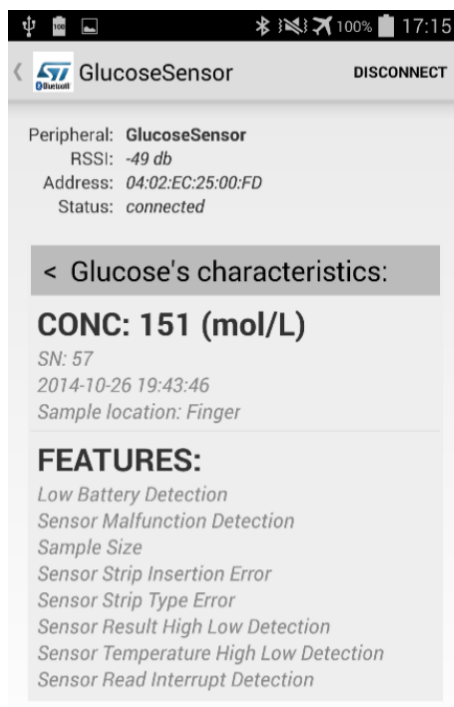 100 100% 17:15
< ST Bluetooth GlucoseSensor DISCONNECT
Peripheral: GlucoseSensor
RSSI: -49 db
Address: 04:02:EC:25:00:FD
Status: connected
< Glucose's characteristics:
CONC: 151 (mol/L)
SN: 57
2014-10-26 19:43:46
Sample location: Finger
FEATURES:
Low Battery Detection
Sensor Malfunction Detection
Sample Size
Sensor Strip Insertion Error
Sensor Strip Type Error
Sensor Result High Low Detection
Sensor Temperature High Low Detection
Sensor Read Interrupt Detection